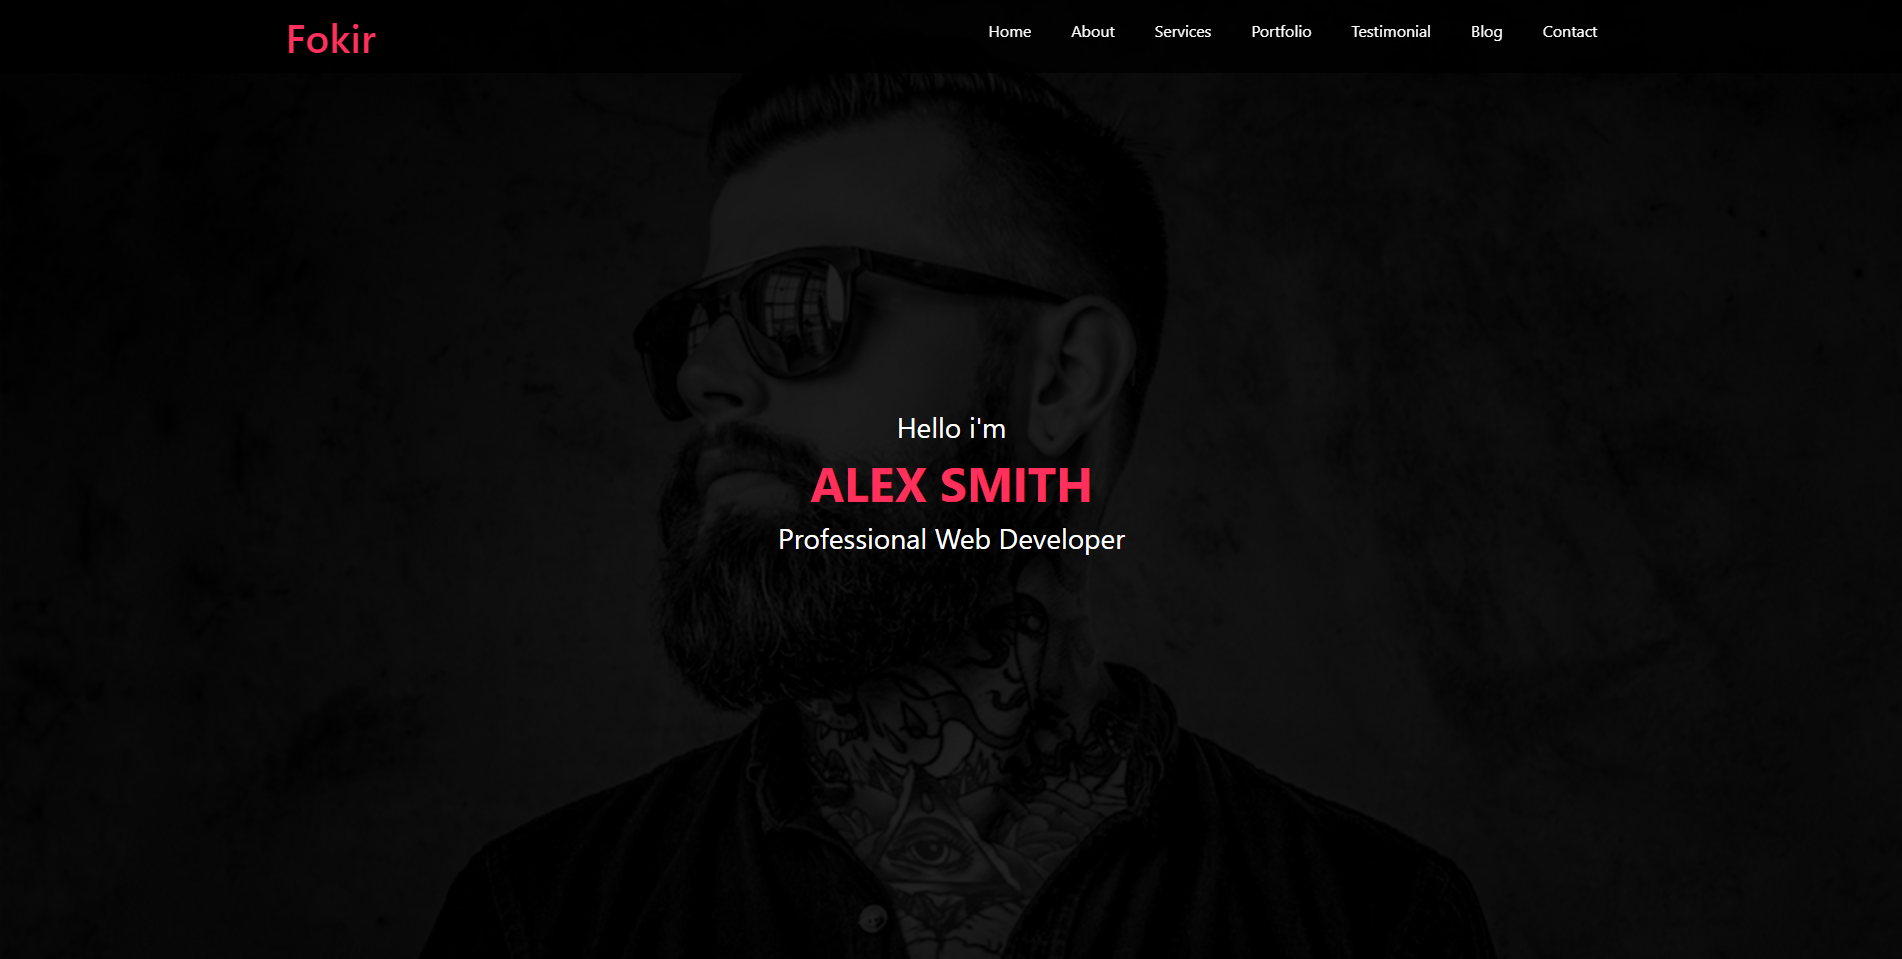 Fokir
Home About Services Portfolio Testimonial Blog Contact
Hello i'm
ALEX SMITH
Professional Web Developer